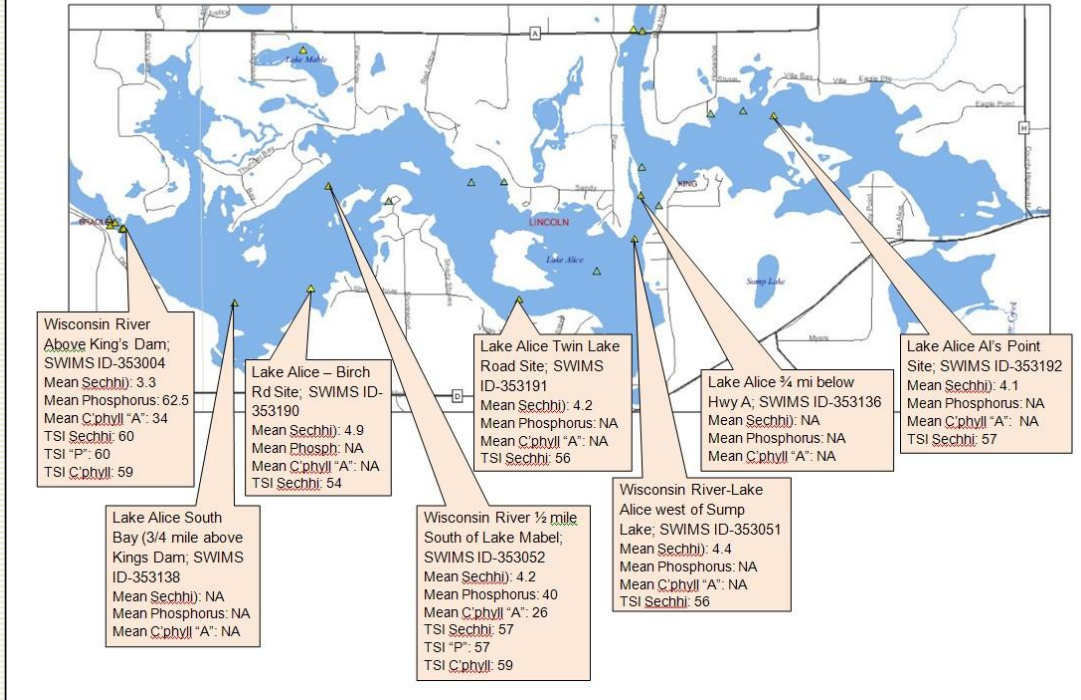 A
Lake Mable
Villa Bay
Villa
Eagle Pte
Eagle Point
H
Sandy
KING
LINCOLN
Lake Alice
Sump Lake
Myers
D
Wisconsin River
Above King's Dam;
SWIMS ID-353004
Mean Sechhi): 3.3
Mean Phosphorus: 62.5
Mean C'phyll "A": 34
TSI Sechhi: 60
TSI "P": 60
TSI C'phyll: 59
Lake Alice – Birch
Rd Site; SWIMS ID-
353190
Mean Sechhi): 4.9
Mean Phosph: NA
Mean C'phyll "A": NA
TSI Sechhi: 54
Lake Alice Twin Lake
Road Site; SWIMS
ID-353191
Mean Sechhi): 4.2
Mean Phosphorus: NA
Mean C'phyll "A": NA
TSI Sechhi: 56
Lake Alice ¾ mi below
Hwy A; SWIMS ID-353136
Mean Sechhi): NA
Mean Phosphorus: NA
Mean C'phyll "A": NA
Lake Alice Al's Point
Site; SWIMS ID-353192
Mean Sechhi): 4.1
Mean Phosphorus: NA
Mean C'phyll "A": NA
TSI Sechhi: 57
Lake Alice South
Bay (3/4 mile above
Kings Dam; SWIMS
ID-353138
Mean Sechhi): NA
Mean Phosphorus: NA
Mean C'phyll "A": NA
Wisconsin River ½ mile
South of Lake Mabel;
SWIMS ID-353052
Mean Sechhi): 4.2
Mean Phosphorus: 40
Mean C'phyll "A": 26
TSI Sechhi: 57
TSI "P": 57
TSI C'phyll: 59
Wisconsin River-Lake
Alice west of Sump
Lake; SWIMS ID-353051
Mean Sechhi): 4.4
Mean Phosphorus: NA
Mean C'phyll "A": NA
TSI Sechhi: 56